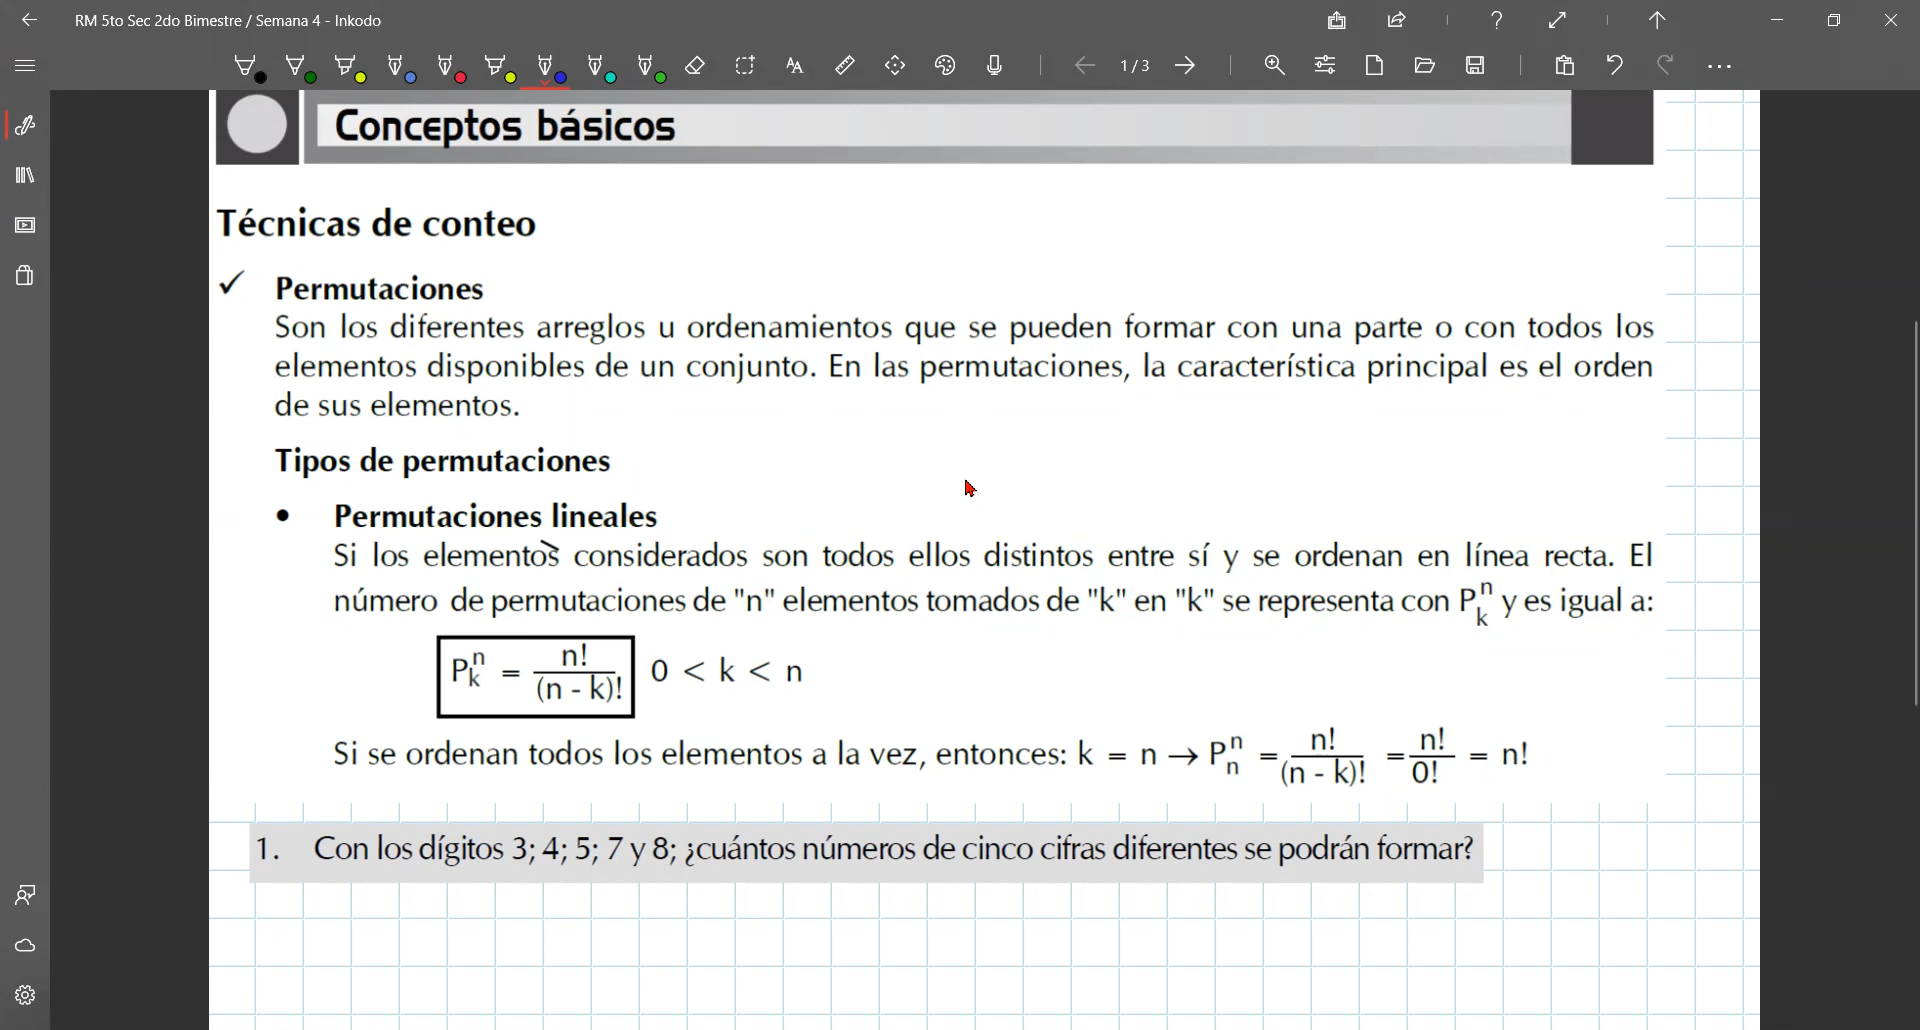 RM 5to Sec 2do Bimestre / Semana 4 - Inkodo
1 / 3
Conceptos básicos
Técnicas de conteo
✓ Permutaciones
Son los diferentes arreglos u ordenamientos que se pueden formar con una parte o con todos los
elementos disponibles de un conjunto. En las permutaciones, la característica principal es el orden
de sus elementos.
Tipos de permutaciones
• Permutaciones lineales
Si los elementos considerados son todos ellos distintos entre sí y se ordenan en línea recta. El
número de permutaciones de "n" elementos tomados de "k" en "k" se representa con P^n_k y es igual a:
P^n_k = n!/(n - k)! 0 < k < n
Si se ordenan todos los elementos a la vez, entonces: k = n → P^n_n = n!/(n - k)! = n!/0! = n!
1. Con los dígitos 3; 4; 5; 7 y 8; ¿cuántos números de cinco cifras diferentes se podrán formar?